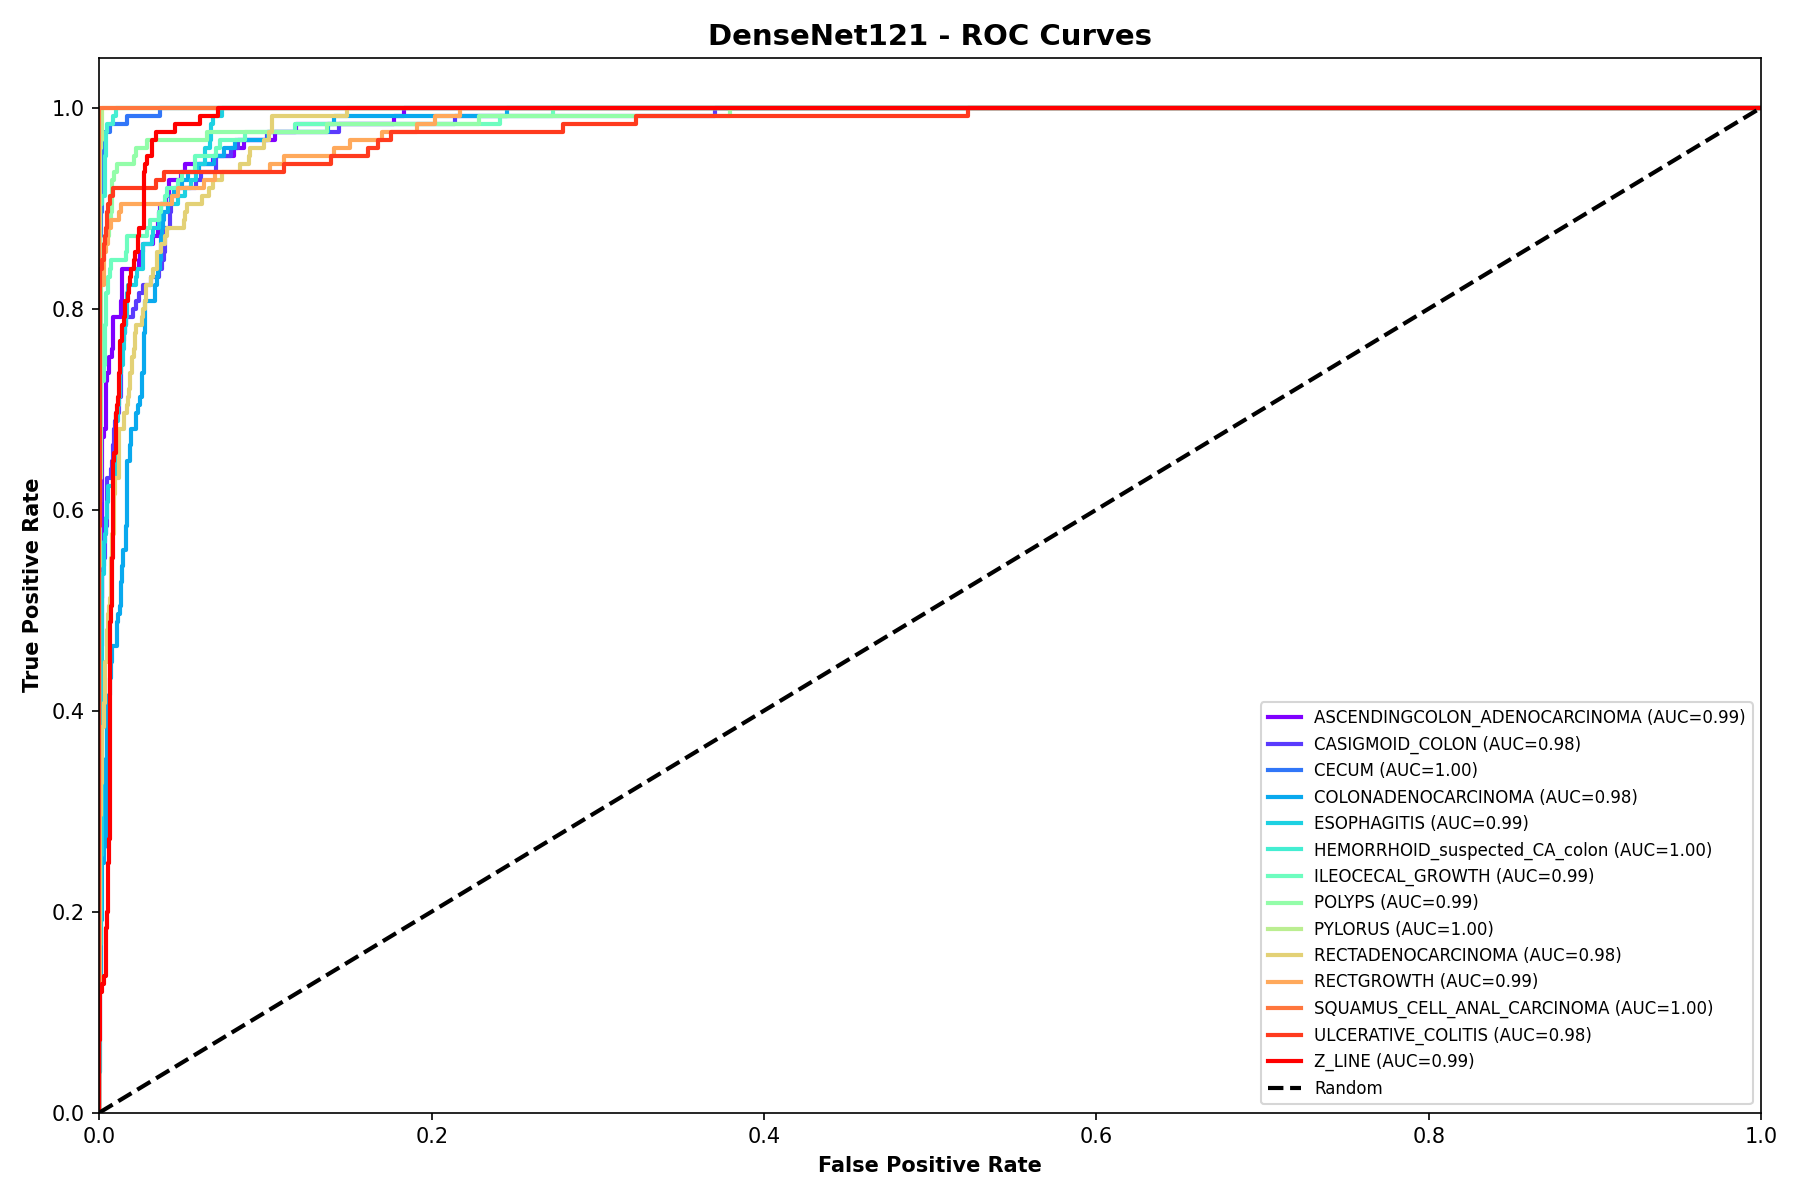 DenseNet121 - ROC Curves
True Positive Rate
1.0
0.8
0.6
0.4
0.2
0.0
ASCENDINGCOLON_ADENOCARCINOMA (AUC=0.99)
CASIGMOID_COLON (AUC=0.98)
CECUM (AUC=1.00)
COLONADENOCARCINOMA (AUC=0.98)
ESOPHAGITIS (AUC=0.99)
HEMORRHOID_suspected_CA_colon (AUC=1.00)
ILEOCECAL_GROWTH (AUC=0.99)
POLYPS (AUC=0.99)
PYLORUS (AUC=1.00)
RECTADENOCARCINOMA (AUC=0.98)
RECTGROWTH (AUC=0.99)
SQUAMUS_CELL_ANAL_CARCINOMA (AUC=1.00)
ULCERATIVE_COLITIS (AUC=0.98)
Z_LINE (AUC=0.99)
Random
0.0 0.2 0.4 0.6 0.8 1.0
False Positive Rate